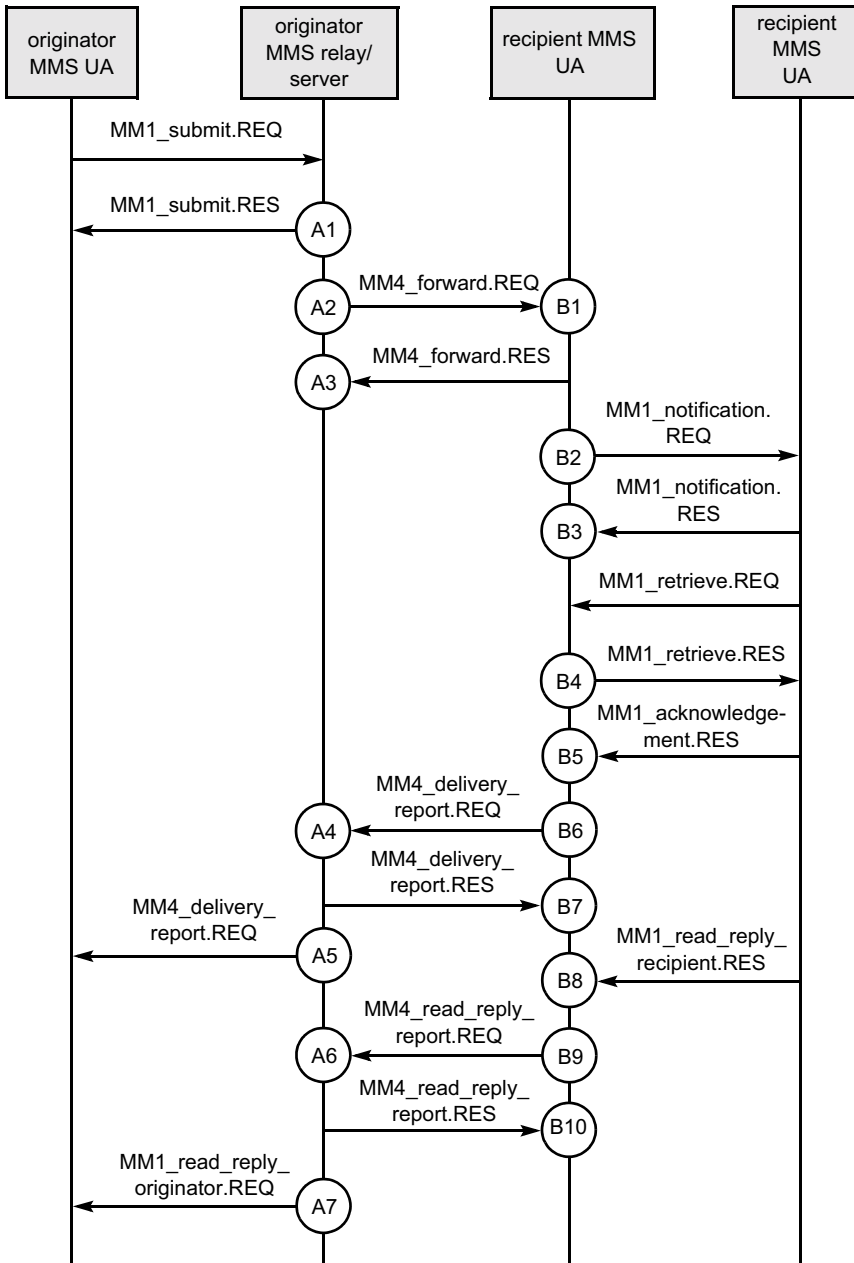 originator
MMS UA
originator
MMS relay/
server
recipient MMS
UA
recipient
MMS
UA
MM1_submit.REQ
MM1_submit.RES
A1
MM4_forward.REQ
A2
B1
MM4_forward.RES
A3
MM1_notification.
REQ
B2
MM1_notification.
RES
B3
MM1_retrieve.REQ
MM1_retrieve.RES
B4
MM1_acknowledge-
ment.RES
B5
MM4_delivery_
report.REQ
A4
B6
MM4_delivery_
report.RES
B7
MM4_delivery_
report.REQ
A5
MM1_read_reply_
recipient.RES
B8
MM4_read_reply_
report.REQ
A6
B9
MM4_read_reply_
report.RES
B10
MM1_read_reply_
originator.REQ
A7